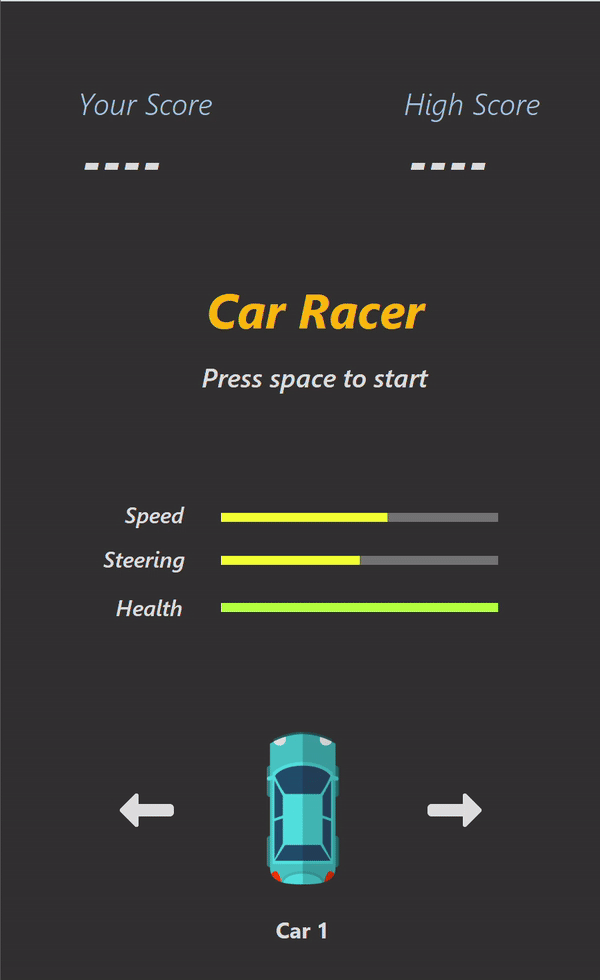 Your Score High Score
---- ----
Car Racer
Press space to start
Speed
Steering
Health
Car 1